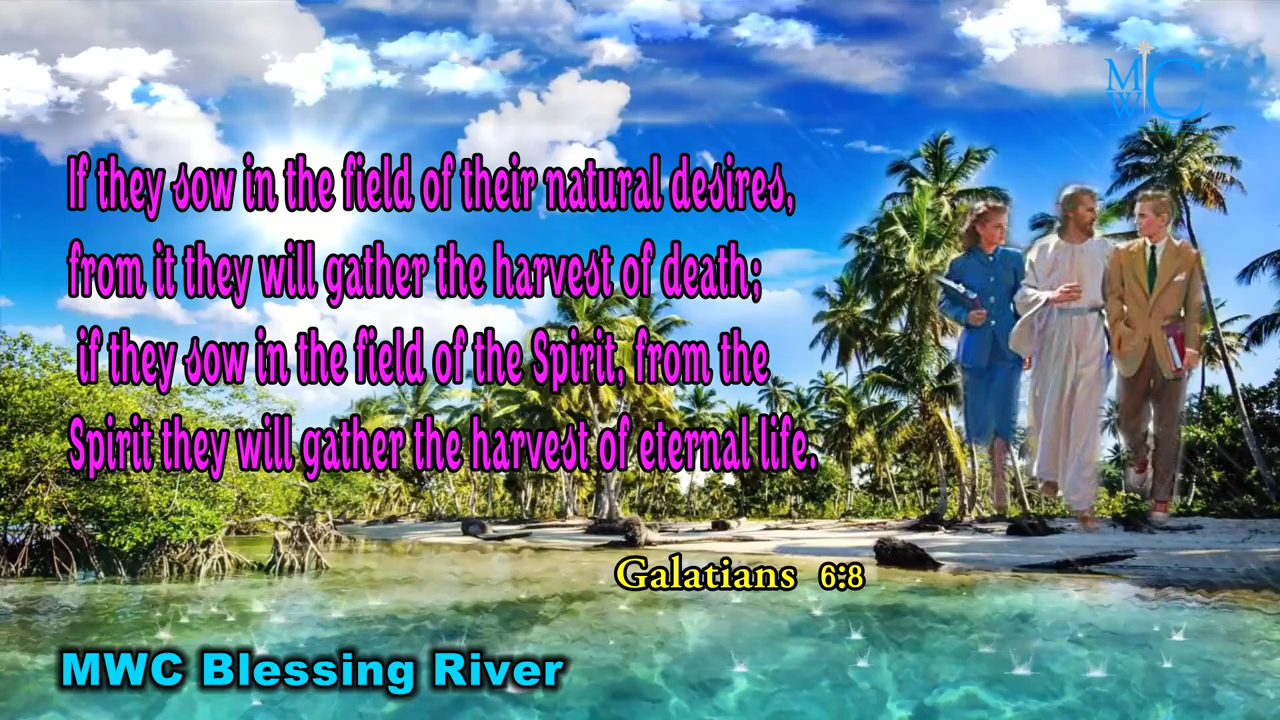 MWC
If they sow in the field of their natural desires,
from it they will gather the harvest of death;
if they sow in the field of the Spirit, from the
Spirit they will gather the harvest of eternal life.
Galatians 6:8
MWC Blessing River